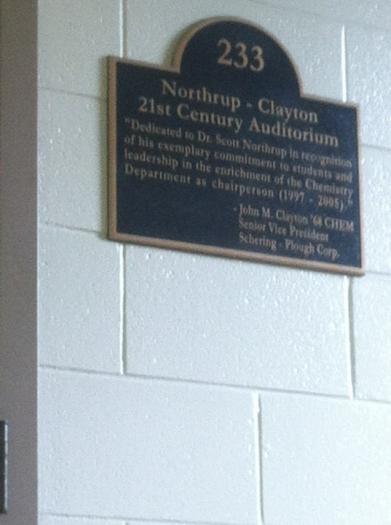 233
Northrup - Clayton
21st Century Auditorium
"Dedicated to Dr. Scott Northrup in recognition
of his exemplary commitment to students and
leadership in the enrichment of the Chemistry
Department as chairperson (1997 - 2005)."
- John M. Clayton '68 CHEM
Senior Vice President
Schering - Plough Corp.